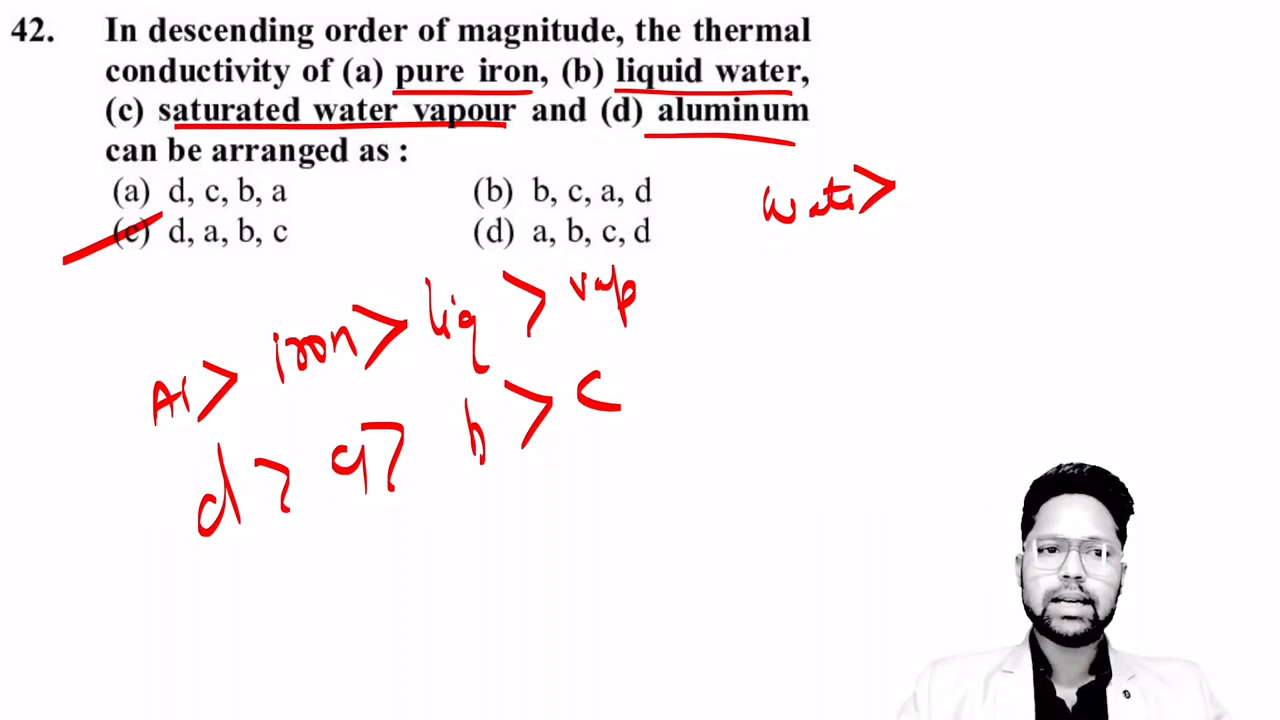 42. In descending order of magnitude, the thermal
conductivity of (a) pure iron, (b) liquid water,
(c) saturated water vapour and (d) aluminum
can be arranged as :
(a) d, c, b, a (b) b, c, a, d
(c) d, a, b, c (d) a, b, c, d
water >
Al > iron > liq > vap
d > a > b > c